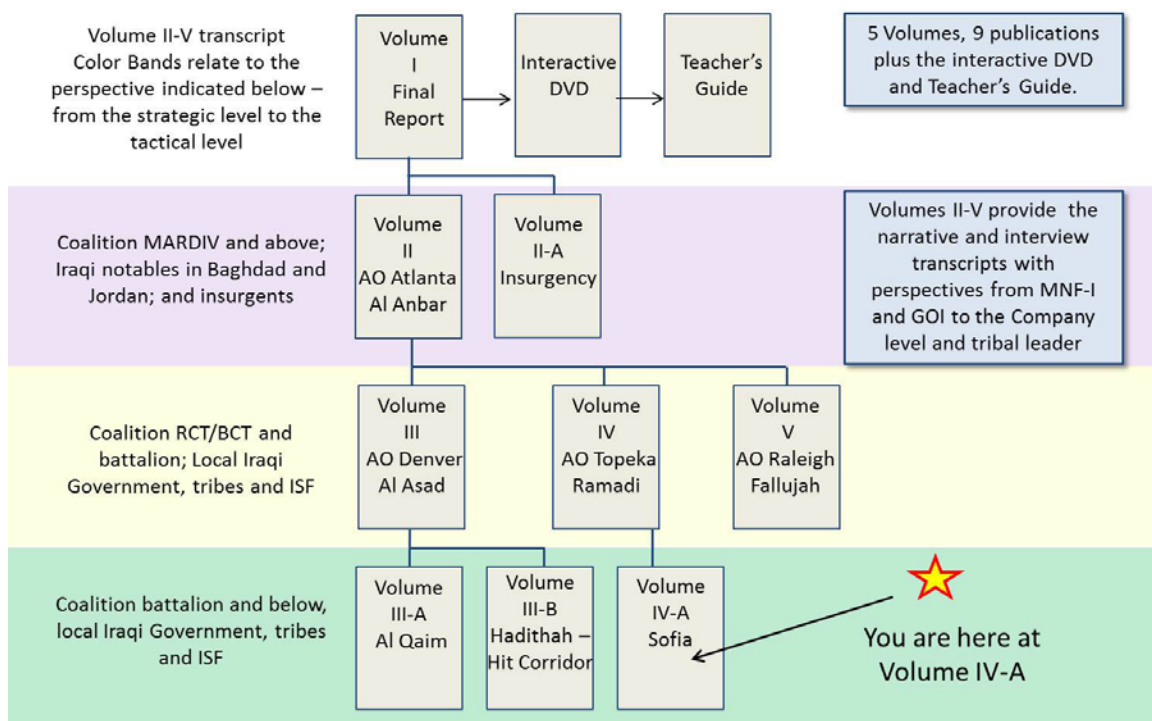 Volume II-V transcript
Color Bands relate to the
perspective indicated below –
from the strategic level to the
tactical level
Volume
I
Final
Report
Interactive
DVD
Teacher's
Guide
5 Volumes, 9 publications
plus the interactive DVD
and Teacher's Guide.
Coalition MARDIV and above;
Iraqi notables in Baghdad and
Jordan; and insurgents
Volume
II
AO Atlanta
Al Anbar
Volume
II-A
Insurgency
Volumes II-V provide the
narrative and interview
transcripts with
perspectives from MNF-I
and GOI to the Company
level and tribal leader
Coalition RCT/BCT and
battalion; Local Iraqi
Government, tribes and ISF
Volume
III
AO Denver
Al Asad
Volume
IV
AO Topeka
Ramadi
Volume
V
AO Raleigh
Fallujah
Coalition battalion and below,
local Iraqi Government, tribes
and ISF
Volume
III-A
Al Qaim
Volume
III-B
Hadithah –
Hit Corridor
Volume
IV-A
Sofia
You are here at
Volume IV-A